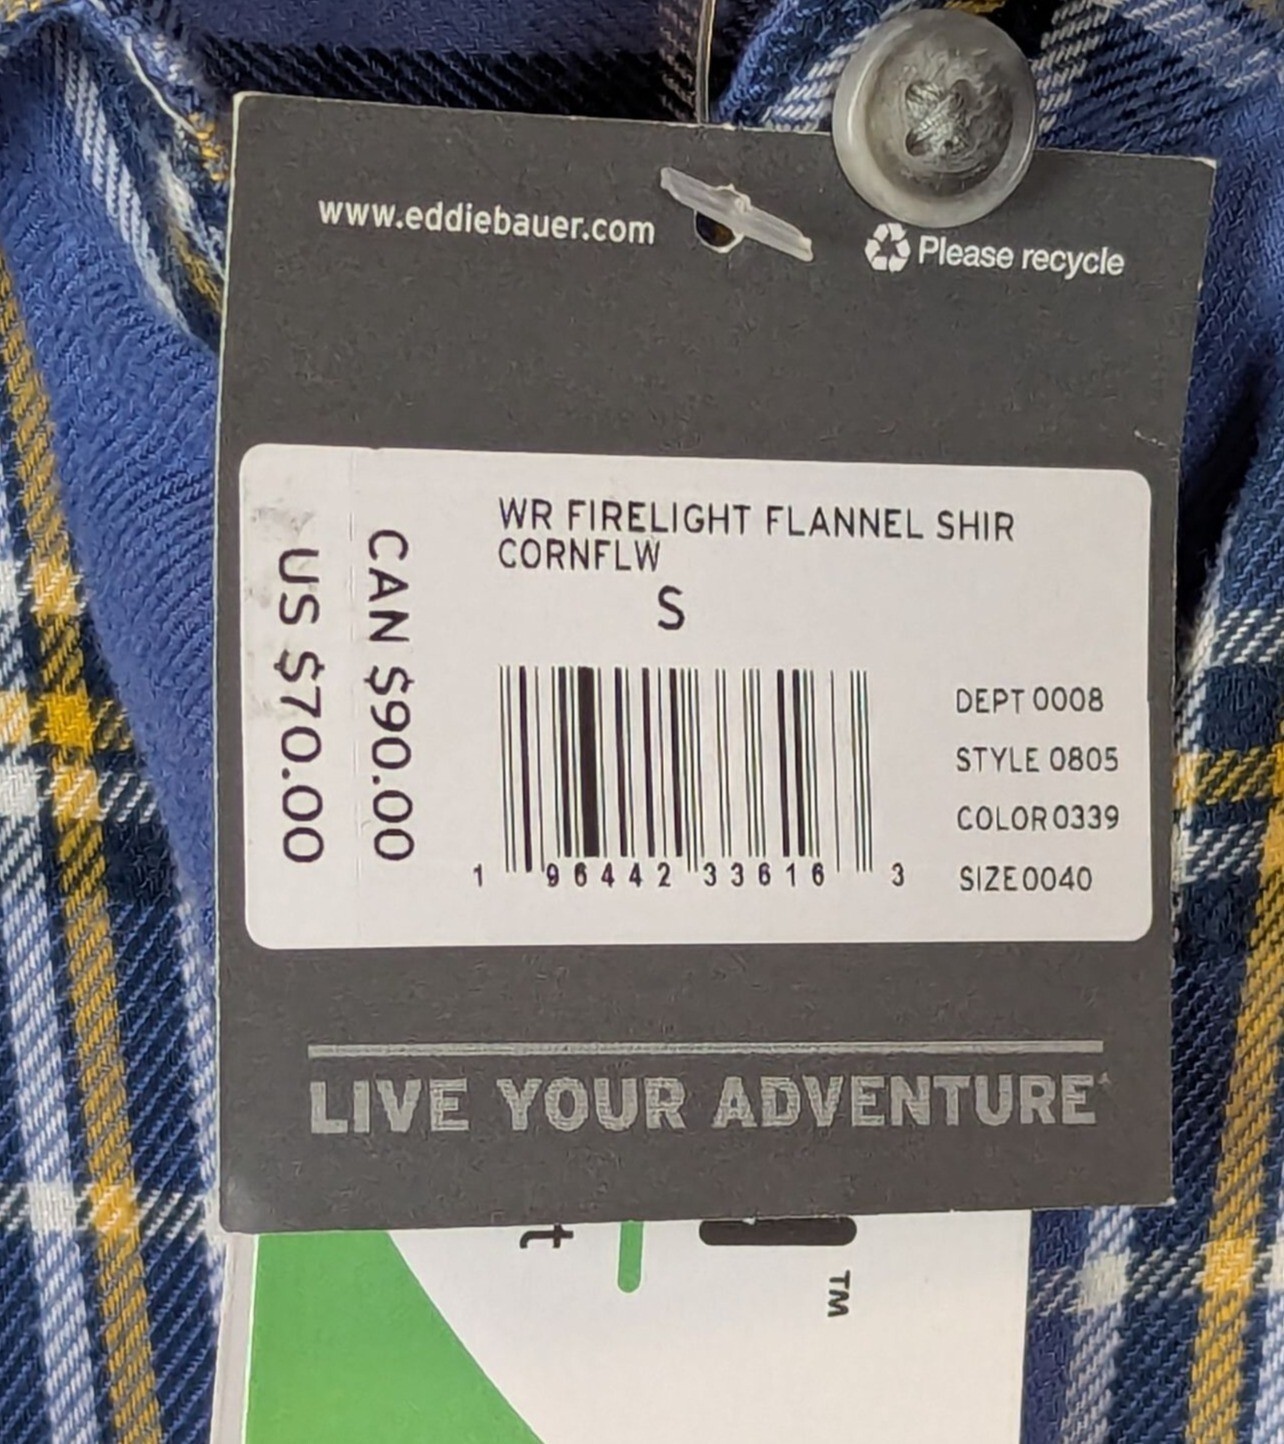 www.eddiebauer.com
Please recycle
WR FIRELIGHT FLANNEL SHIR
CORNFLW
S
CAN $90.00
US $70.00
1 96442 33616 3
DEPT 0008
STYLE 0805
COLOR 0339
SIZE 0040
LIVE YOUR ADVENTURE
t
TM